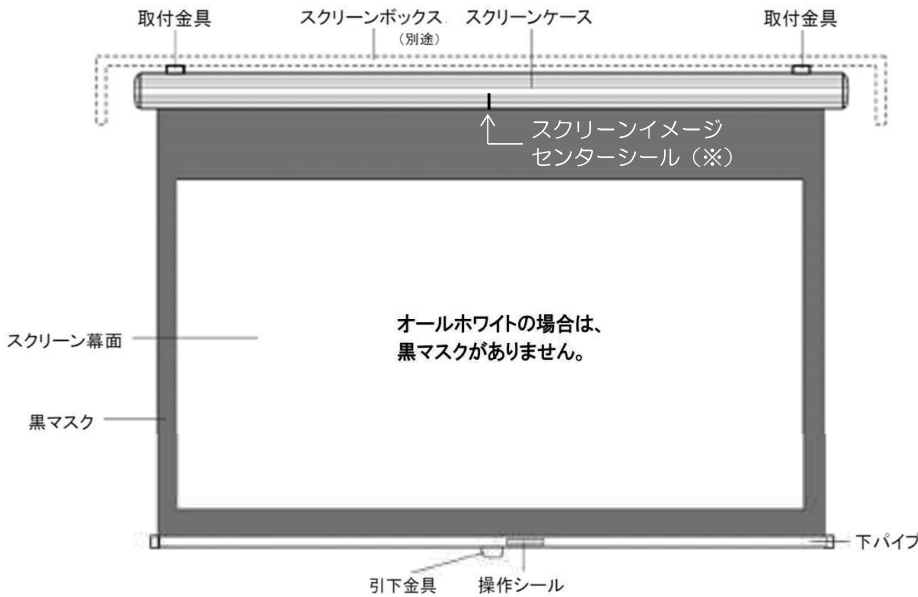 取付金具
スクリーンボックス
（別途）
スクリーンケース
取付金具
スクリーンイメージ
センターシール（※）
オールホワイトの場合は、
黒マスクがありません。
スクリーン幕面
黒マスク
下パイプ
引下金具
操作シール